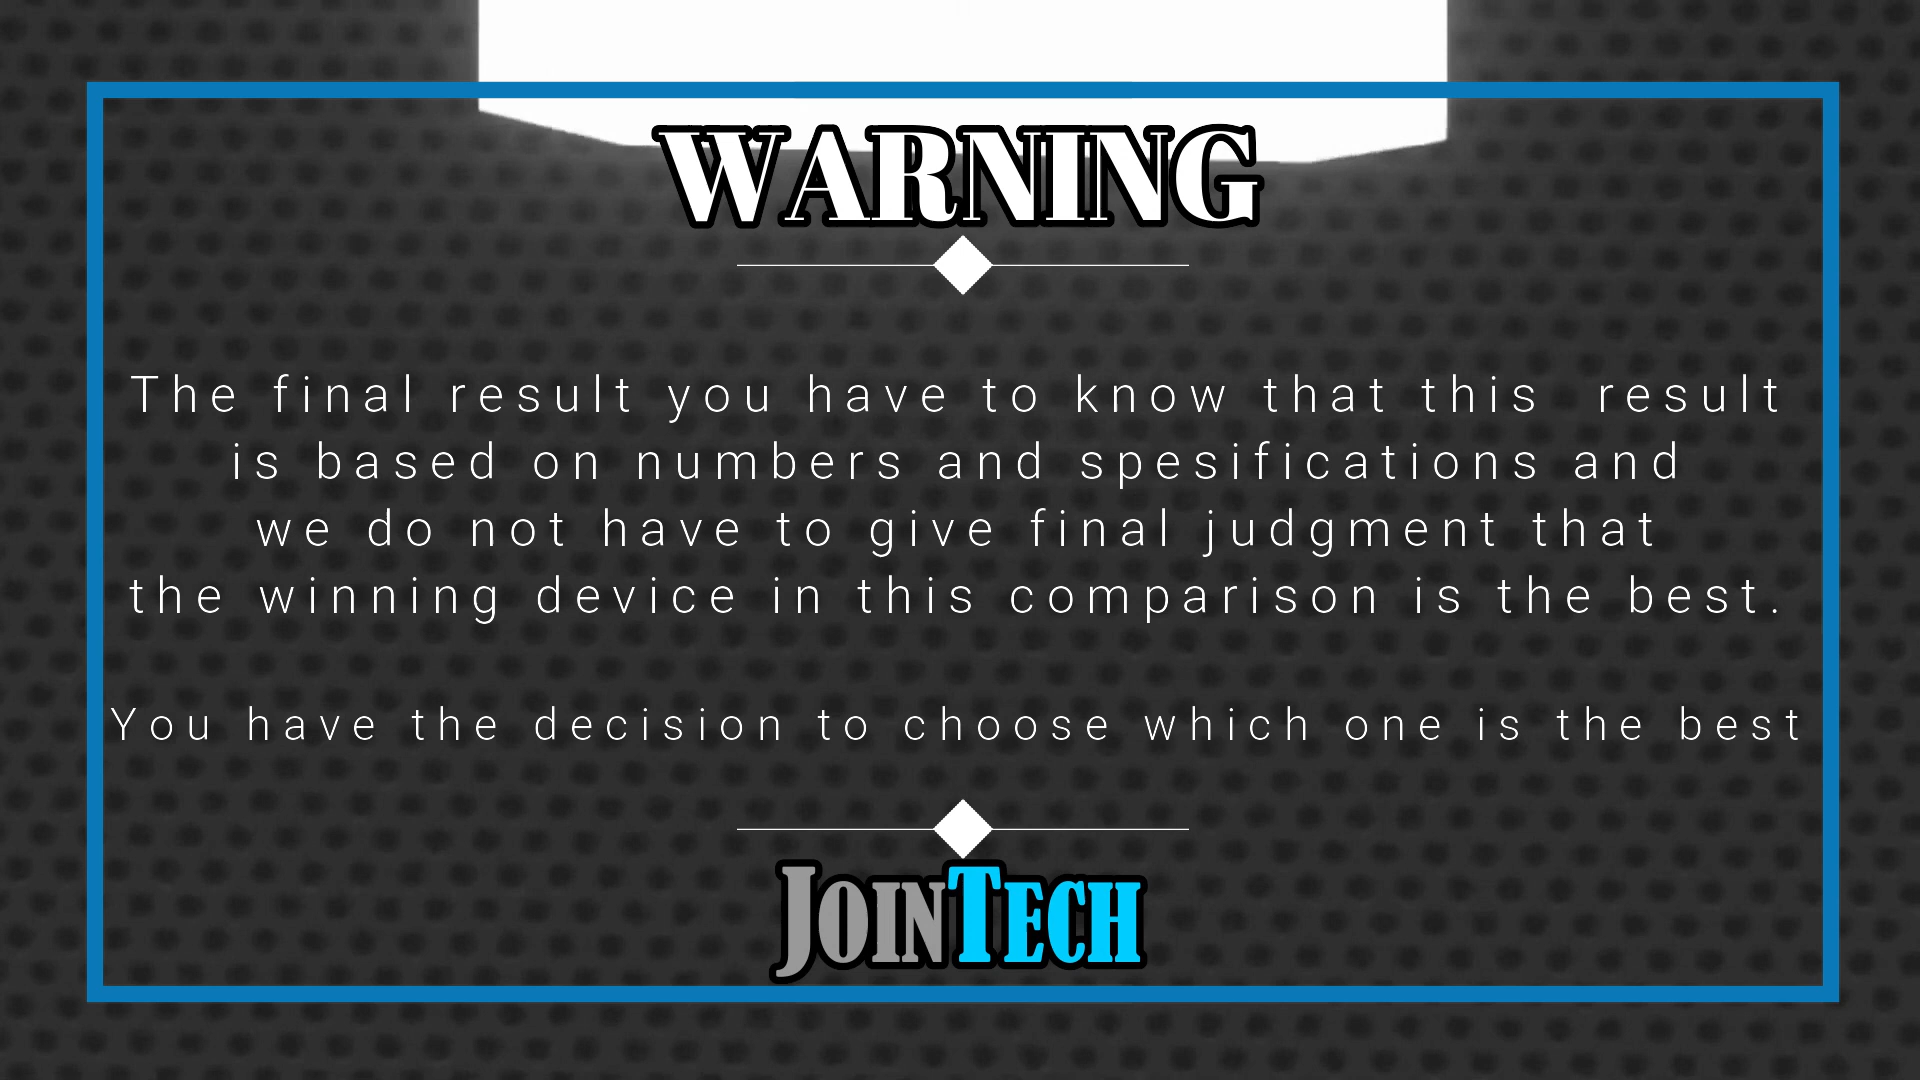 WARNING
The final result you have to know that this  result
is based on numbers and spesifications and
we do not have to give final judgment that
the winning device in this comparison is the best.
You have the decision to choose which one is the best
JOINTECH